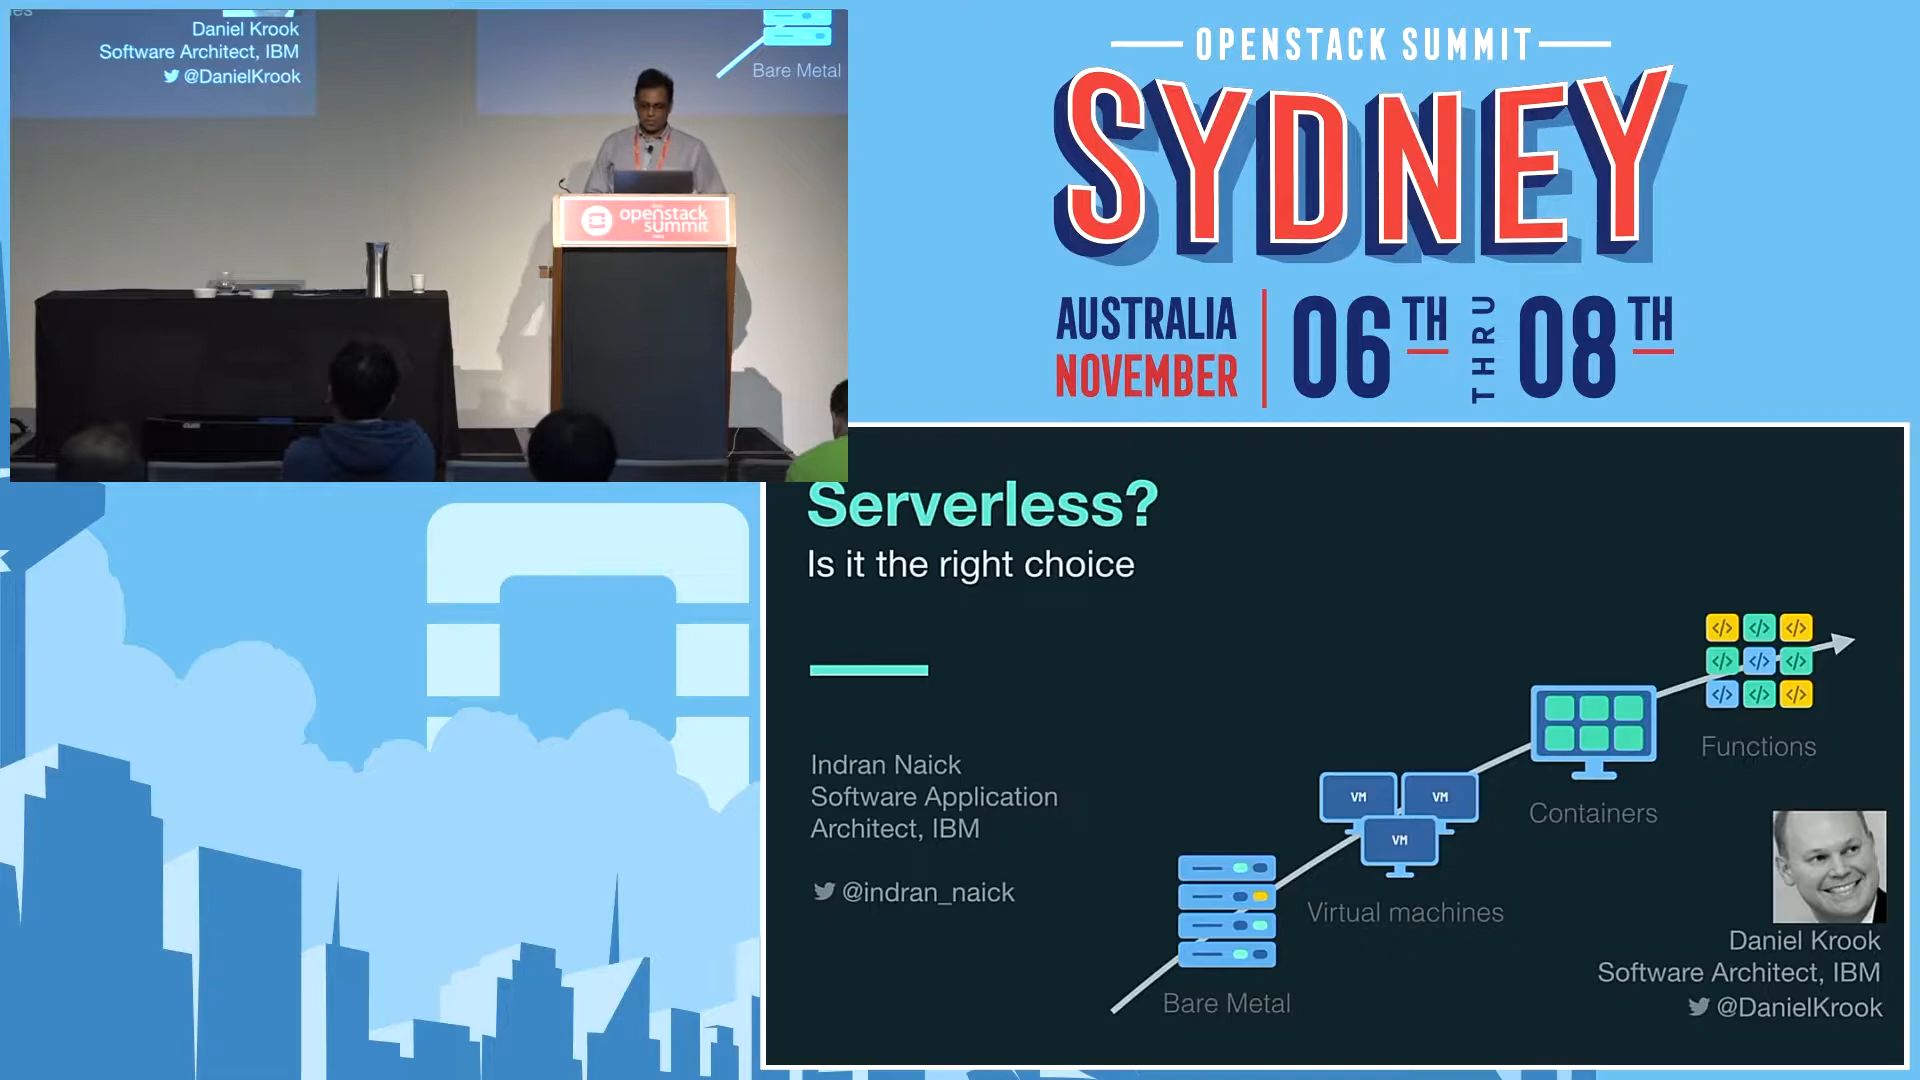 Daniel Krook
Software Architect, IBM
@DanielKrook
Bare Metal
openstack
summit
OPENSTACK SUMMIT
SYDNEY
AUSTRALIA
NOVEMBER
06TH THRU 08TH
Serverless?
Is it the right choice
Indran Naick
Software Application
Architect, IBM
@indran_naick
</> </> </>
</> </> </>
</> </> </>
Functions
Containers
VM VM
VM
Virtual machines
Bare Metal
Daniel Krook
Software Architect, IBM
@DanielKrook